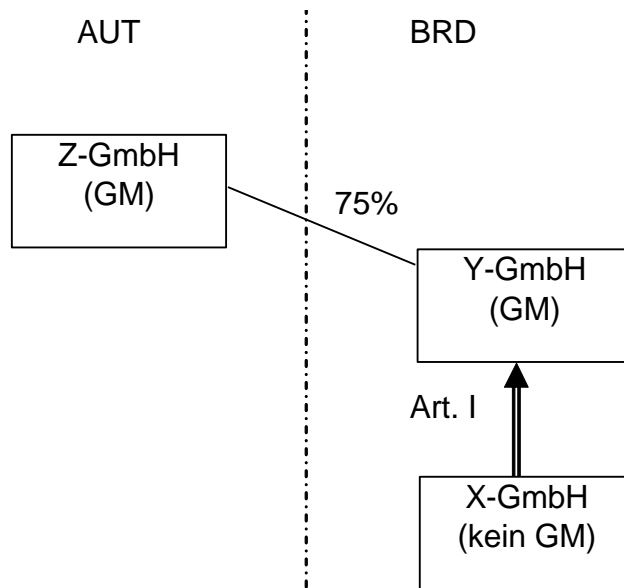 AUT
BRD
Z-GmbH
(GM)
75%
Y-GmbH
(GM)
Art. I
X-GmbH
(kein GM)